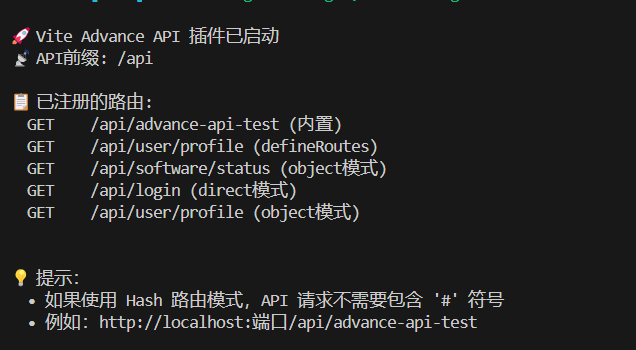 🚀 Vite Advance API 插件已启动
📡 API前缀: /api
📋 已注册的路由:
GET /api/advance-api-test (内置)
GET /api/user/profile (defineRoutes)
GET /api/software/status (object模式)
GET /api/login (direct模式)
GET /api/user/profile (object模式)
💡 提示:
• 如果使用 Hash 路由模式, API 请求不需要包含 '#' 符号
• 例如: http://localhost:端口/api/advance-api-test